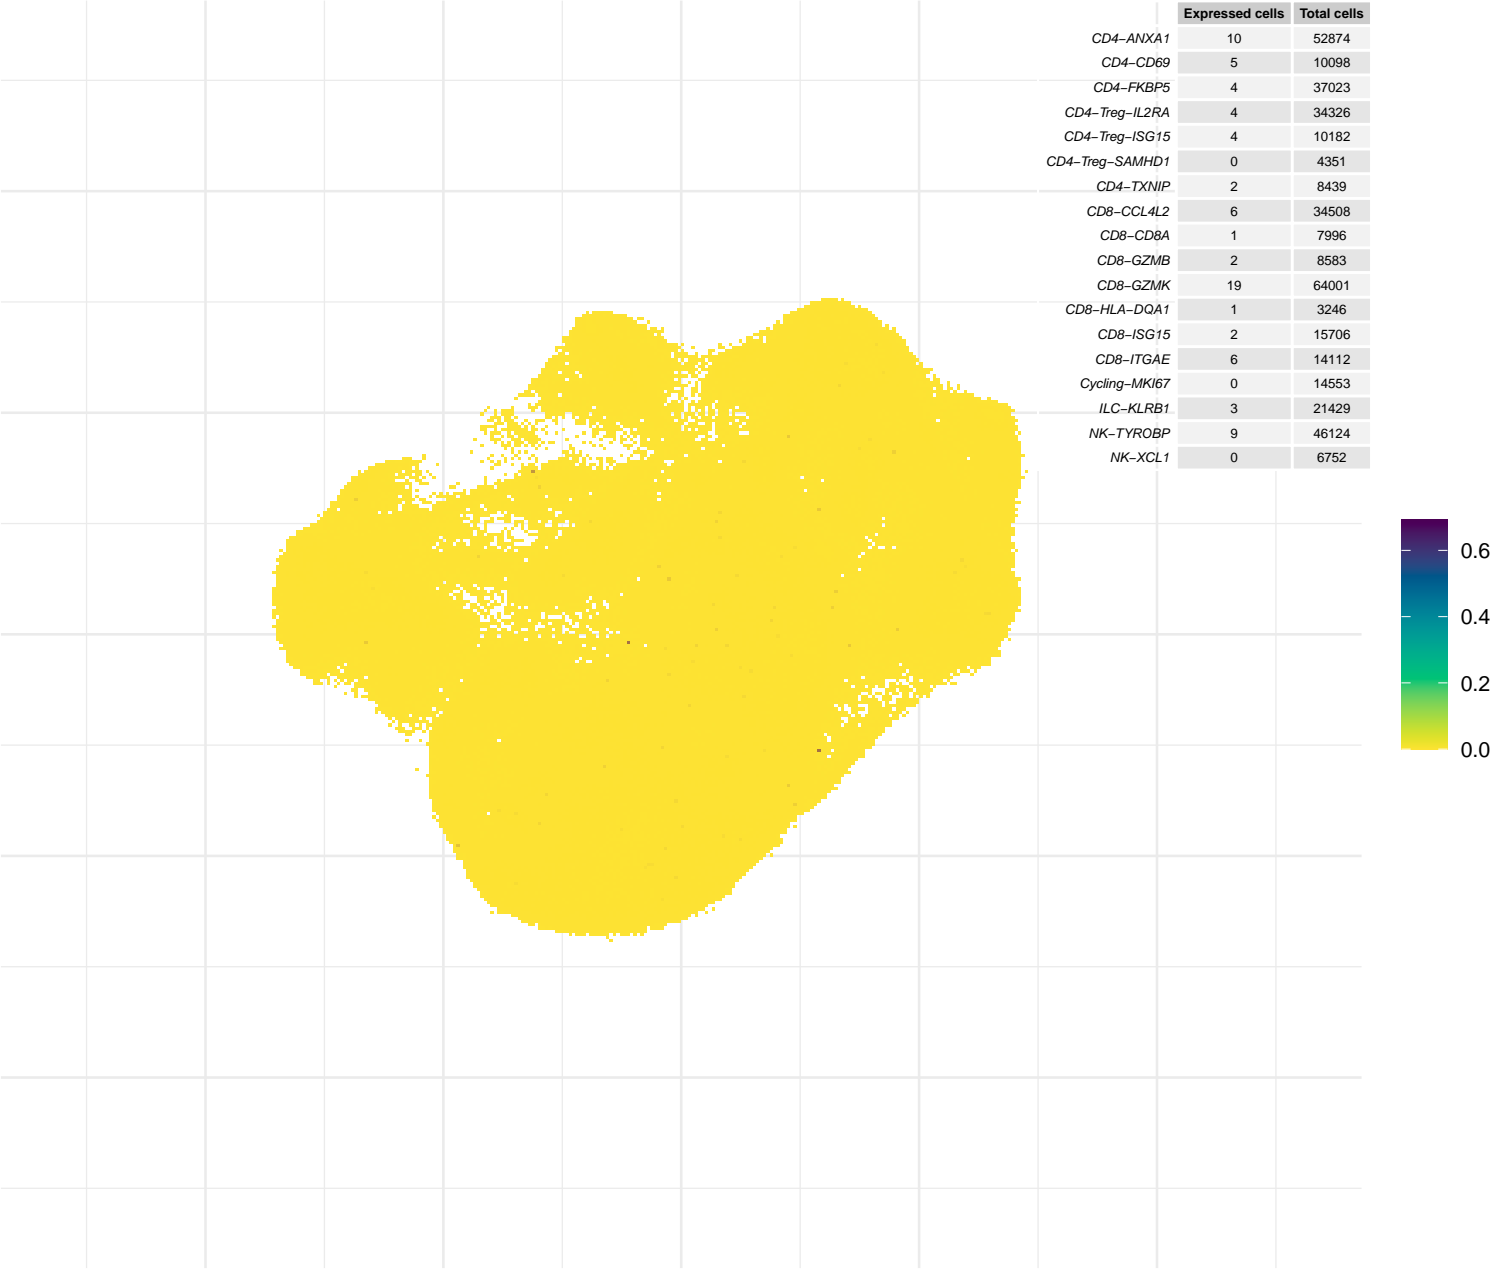 Expressed cells Total cells
CD4−ANXA1 10 52874
CD4−CD69 5 10098
CD4−FKBP5 4 37023
CD4−Treg−IL2RA 4 34326
CD4−Treg−ISG15 4 10182
CD4−Treg−SAMHD1 0 4351
CD4−TXNIP 2 8439
CD8−CCL4L2 6 34508
CD8−CD8A 1 7996
CD8−GZMB 2 8583
CD8−GZMK 19 64001
CD8−HLA−DQA1 1 3246
CD8−ISG15 2 15706
CD8−ITGAE 6 14112
Cycling−MKI67 0 14553
ILC−KLRB1 3 21429
NK−TYROBP 9 46124
NK−XCL1 0 6752
0.6
0.4
0.2
0.0